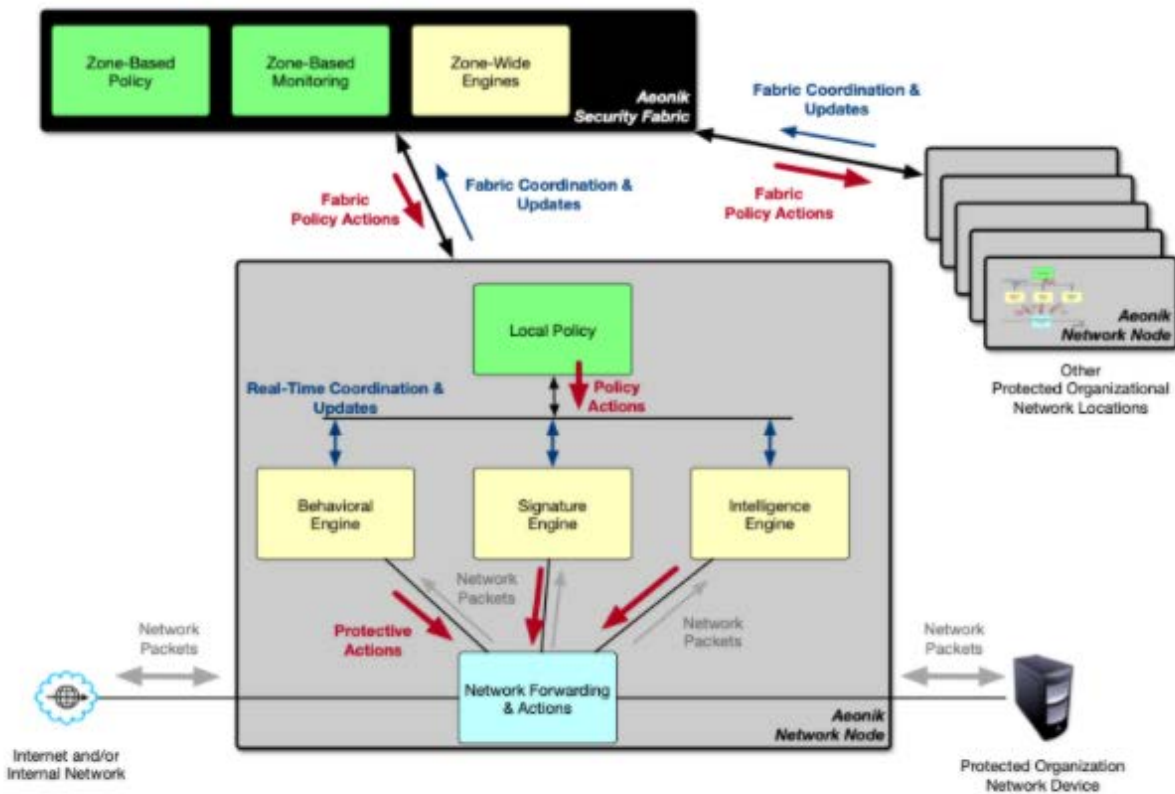 Zone-Based
Policy
Zone-Based
Monitoring
Zone-Wide
Engines
Aeonik
Security Fabric
Fabric Coordination &
Updates
Fabric
Policy Actions
Fabric Coordination &
Updates
Fabric
Policy Actions
Aeonik
Network Node
Other
Protected Organizational
Network Locations
Local Policy
Real-Time Coordination &
Updates
Policy
Actions
Behavioral
Engine
Signature
Engine
Intelligence
Engine
Network
Packets
Network
Packets
Protective
Actions
Network
Packets
Network
Packets
Network Forwarding
& Actions
Aeonik
Network Node
Internet and/or
Internal Network
Protected Organization
Network Device